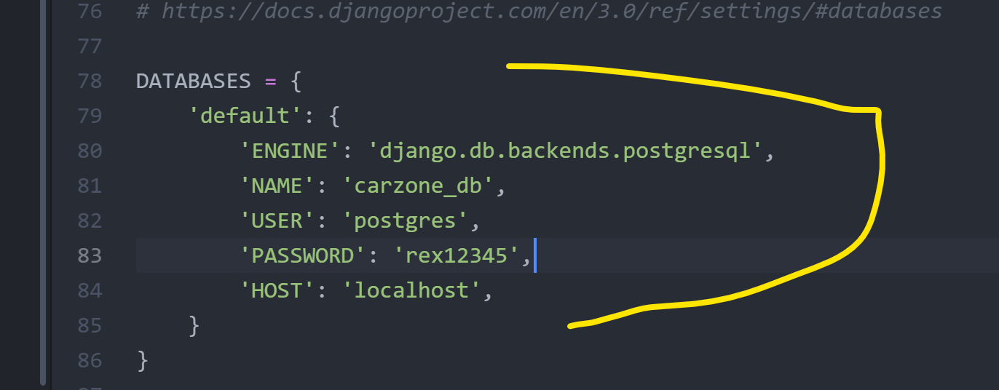 76 # https://docs.djangoproject.com/en/3.0/ref/settings/#databases
77
78 DATABASES = {
79     'default': {
80         'ENGINE': 'django.db.backends.postgresql',
81         'NAME': 'carzone_db',
82         'USER': 'postgres',
83         'PASSWORD': 'rex12345',
84         'HOST': 'localhost',
85     }
86 }
87